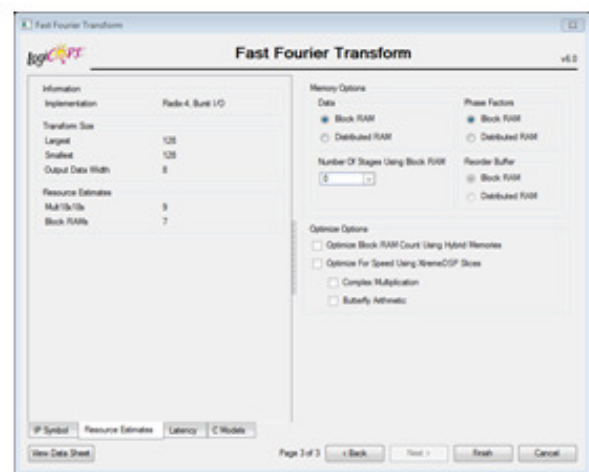 Fast Fourier Transform
logiCORE
Fast Fourier Transform
v6.0
Information
Implementation Radix-4, Burst I/O
Transform Size
Largest 128
Smallest 128
Output Data Width 8
Resource Estimates
Mult18x18s 9
Block RAMs 7
Memory Options
Data
Block RAM
Distributed RAM
Phase Factors
Block RAM
Distributed RAM
Number Of Stages Using Block RAM
0
Reorder Buffer
Block RAM
Distributed RAM
Optimize Options
Optimize Block RAM Count Using Hybrid Memories
Optimize For Speed Using XtremeDSP Slices
Complex Multiplication
Butterfly Arithmetic
IP Symbol Resource Estimates Latency C Models
View Data Sheet Page 3 of 3 < Back Next > Finish Cancel